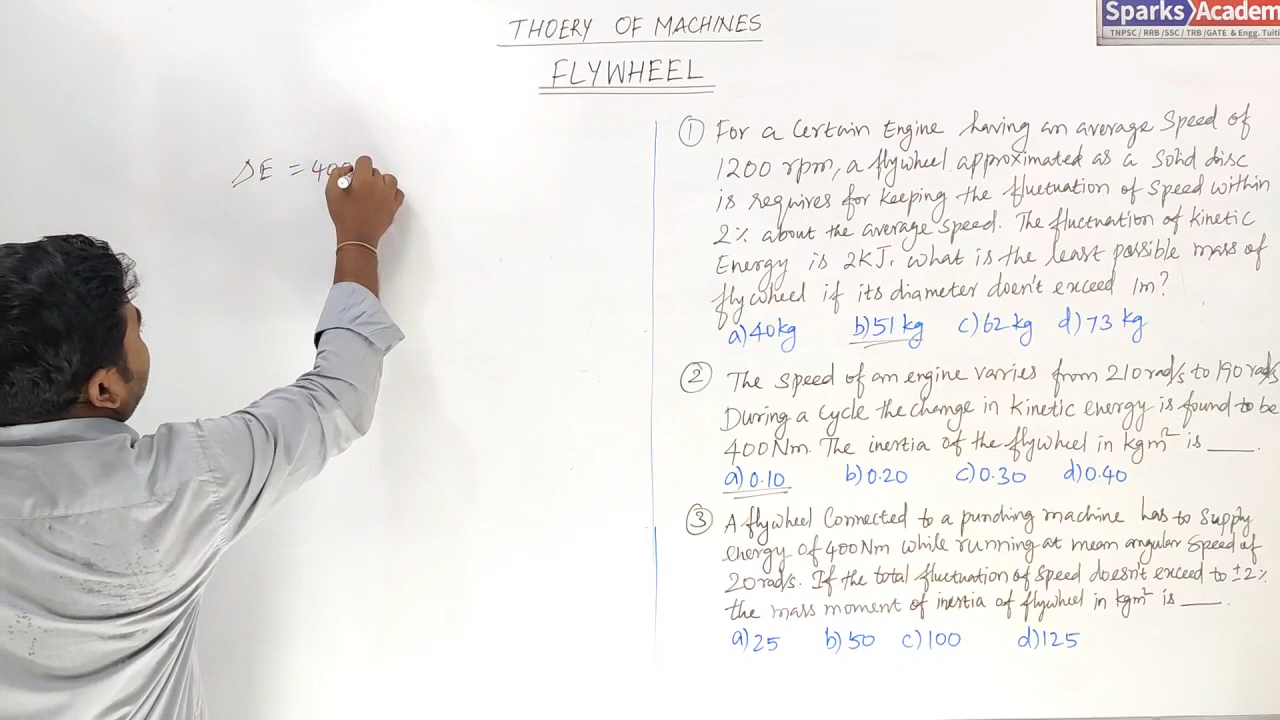 THOERY OF MACHINES
FLYWHEEL
Sparks Academ
TNPSC / RRB / SSC / TRB / GATE & Engg. Tuiti
ΔE = 400
① For a Certain Engine having an average Speed of
1200 rpm, a flywheel approximated as a solid disc
is requires for keeping the fluctuation of Speed within
2% about the average speed. The fluctuation of kinetic
Energy is 2KJ. what is the least possible mass of
flywheel if its diameter doesn't exceed 1m?
a) 40kg b) 51 kg c) 62 kg d) 73 kg
② The speed of an engine varies from 210 rad/s to 190 rad/s
During a cycle the change in kinetic energy is found to be
400Nm. The inertia of the flywheel in kgm² is ___.
a) 0.10 b) 0.20 c) 0.30 d) 0.40
③ A flywheel Connected to a punching machine has to supply
energy of 400Nm while running at mean angular speed of
20rad/s. If the total fluctuation of speed doesn't exceed to ±2%
the mass moment of inertia of flywheel in kgm² is ___.
a) 25 b) 50 c) 100 d) 125